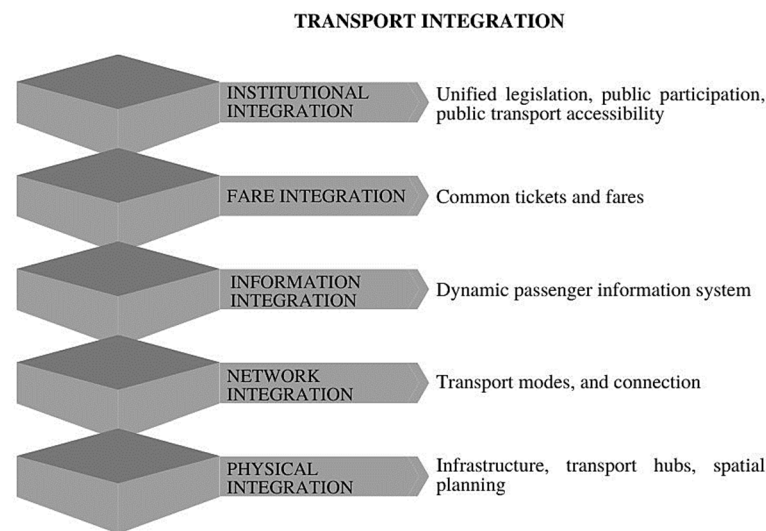 TRANSPORT INTEGRATION
INSTITUTIONAL
INTEGRATION
Unified legislation, public participation,
public transport accessibility
FARE INTEGRATION
Common tickets and fares
INFORMATION
INTEGRATION
Dynamic passenger information system
NETWORK
INTEGRATION
Transport modes, and connection
PHYSICAL
INTEGRATION
Infrastructure, transport hubs, spatial
planning